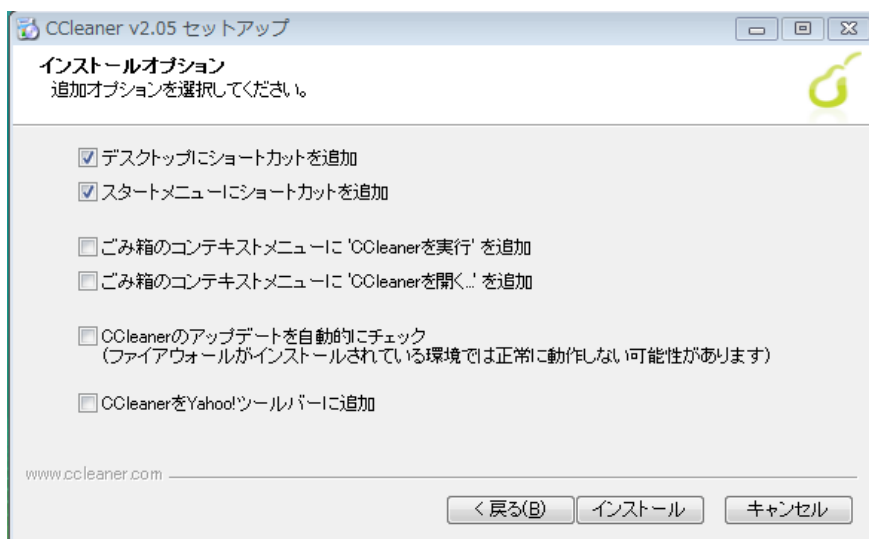 CCleaner v2.05 セットアップ
インストールオプション
追加オプションを選択してください。
デスクトップにショートカットを追加
スタートメニューにショートカットを追加
ごみ箱のコンテキストメニューに 'CCleanerを実行' を追加
ごみ箱のコンテキストメニューに 'CCleanerを開く...' を追加
CCleanerのアップデートを自動的にチェック
(ファイアウォールがインストールされている環境では正常に動作しない可能性があります)
CCleanerをYahoo!ツールバーに追加
www.ccleaner.com
< 戻る(B) インストール キャンセル